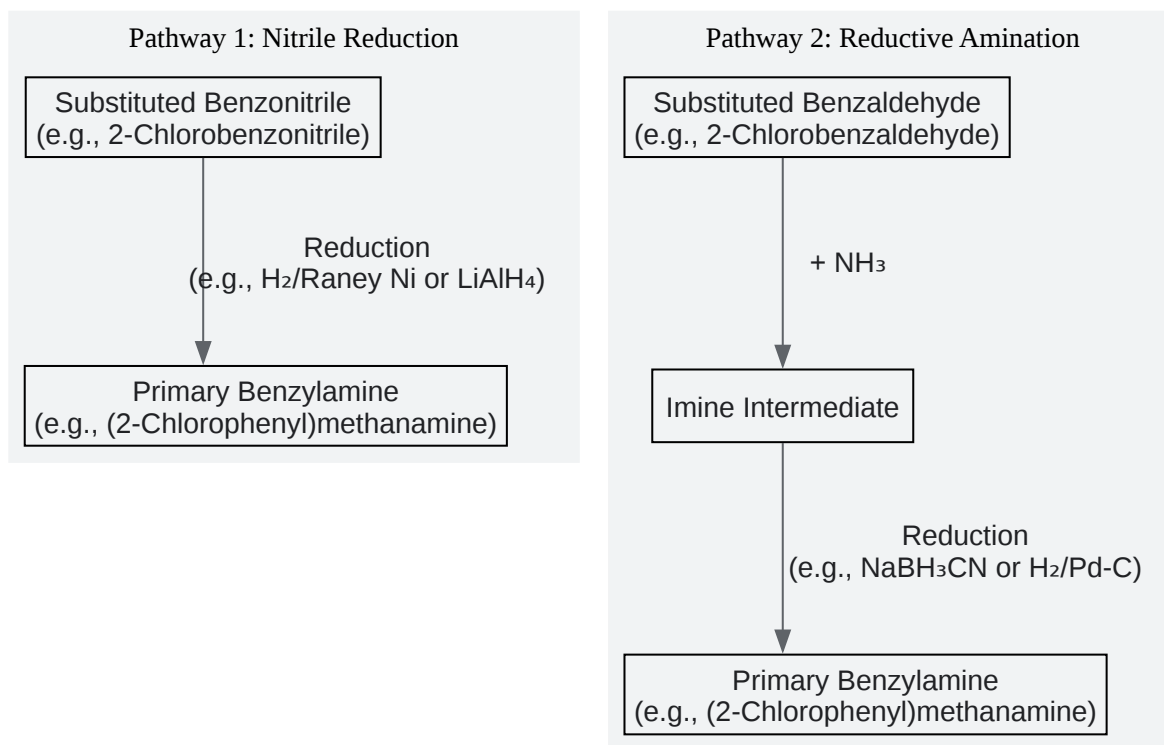 Pathway 1: Nitrile Reduction
Substituted Benzonitrile
(e.g., 2-Chlorobenzonitrile)
Reduction
(e.g., H₂/Raney Ni or LiAlH₄)
Primary Benzylamine
(e.g., (2-Chlorophenyl)methanamine)
Pathway 2: Reductive Amination
Substituted Benzaldehyde
(e.g., 2-Chlorobenzaldehyde)
+ NH₃
Imine Intermediate
Reduction
(e.g., NaBH₃CN or H₂/Pd-C)
Primary Benzylamine
(e.g., (2-Chlorophenyl)methanamine)